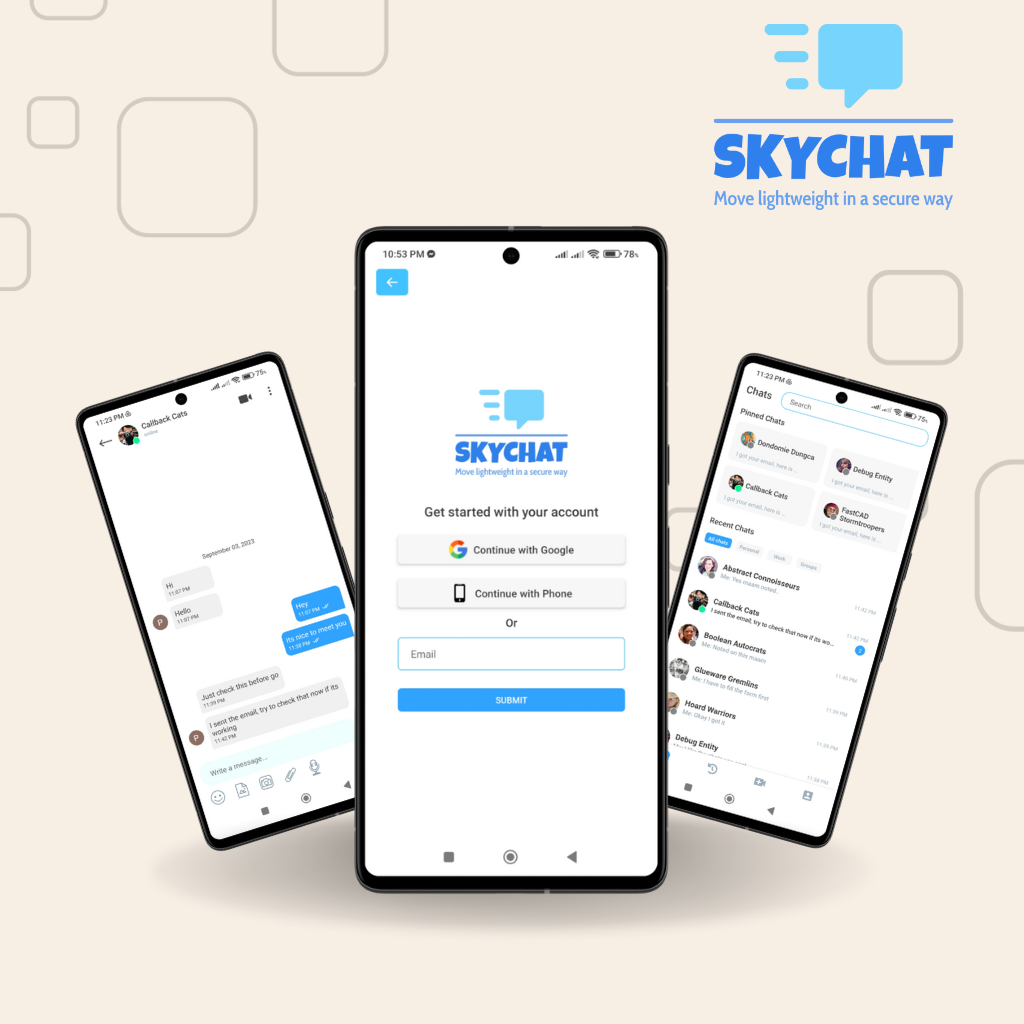 SKYCHAT
Move lightweight in a secure way
10:53 PM
78%
SKYCHAT
Move lightweight in a secure way
Get started with your account
Continue with Google
Continue with Phone
Or
Email
SUBMIT
11:23 PM
75%
Callback Cats
online
September 03, 2023
Hi
11:07 PM
P
Hello
11:07 PM
Hey
11:07 PM
its nice to meet you
11:38 PM
Just check this before go
11:39 PM
P
I sent the email, try to check that now if its
working
11:42 PM
Write a message...
11:23 PM
75%
Chats
Search
Pinned Chats
Dondomie Dungca
I got your email, here is ...
Debug Entity
I got your email, here is ...
Callback Cats
I got your email, here is ...
FastCAD
Stormtroopers
I got your email, here is ...
Recent Chats
All chats
Personal
Work
Groups
Abstract Connoisseurs
Me: Yes maam noted..
11:42 PM
Callback Cats
I sent the email, try to check that now if its wo...
11:42 PM
2
Boolean Autocrats
Me: Noted on this maam
11:40 PM
Glueware Gremlins
Me: I have to fill the form first
11:39 PM
Hoard Warriors
Me: Okay I got it
11:39 PM
Debug Entity
11:38 PM